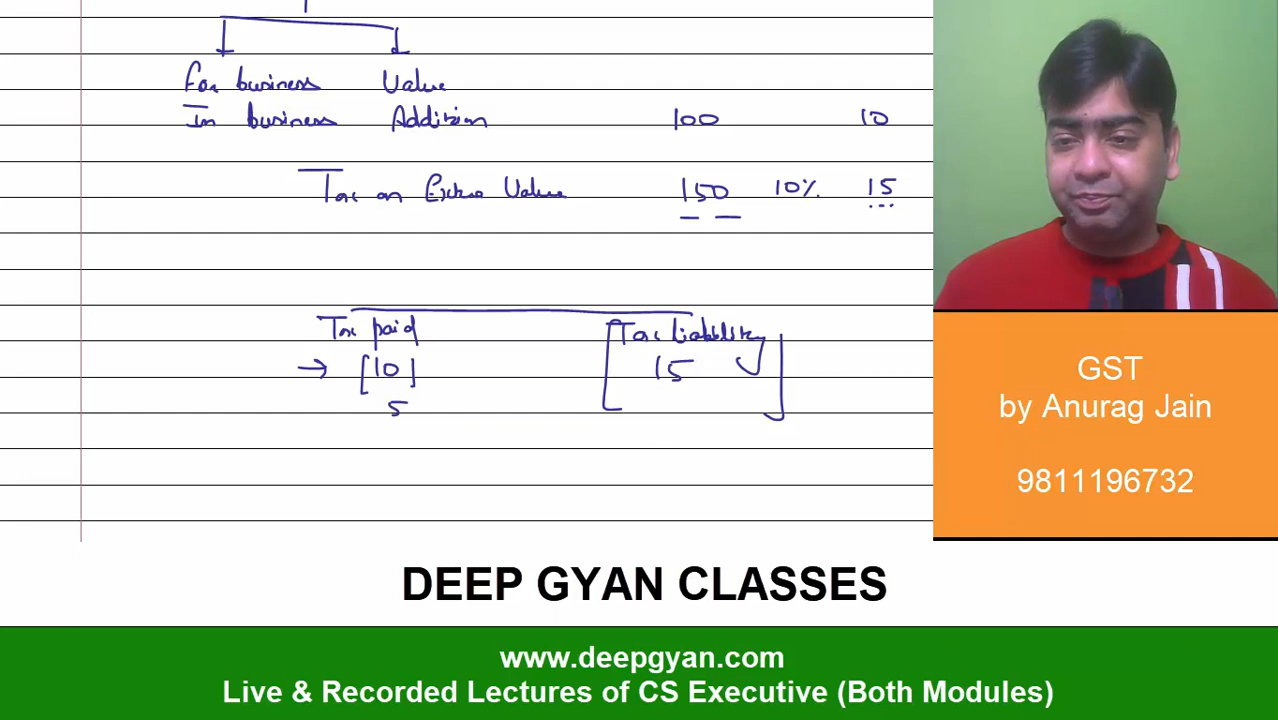 For business Value
In business Addition 100 10
Tax on Extra Value 150 10% 15
Tax paid Tax Liability
→ [10] 15
5
GST
by Anurag Jain
9811196732
DEEP GYAN CLASSES
www.deepgyan.com
Live & Recorded Lectures of CS Executive (Both Modules)